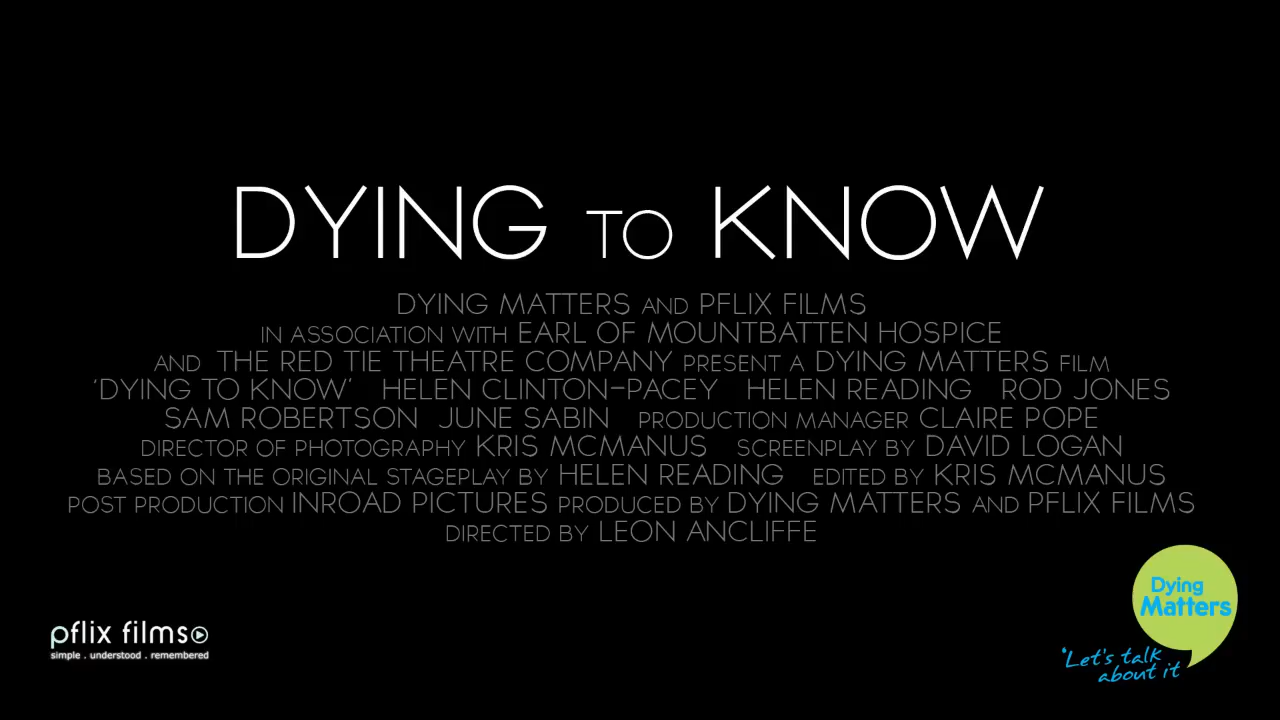 DYING TO KNOW
DYING MATTERS AND PFLIX FILMS
IN ASSOCIATION WITH EARL OF MOUNTBATTEN HOSPICE
AND THE RED TIE THEATRE COMPANY PRESENT A DYING MATTERS FILM
'DYING TO KNOW' HELEN CLINTON-PACEY HELEN READING ROD JONES
SAM ROBERTSON JUNE SABIN PRODUCTION MANAGER CLAIRE POPE
DIRECTOR OF PHOTOGRAPHY KRIS MCMANUS SCREENPLAY BY DAVID LOGAN
BASED ON THE ORIGINAL STAGEPLAY BY HELEN READING EDITED BY KRIS MCMANUS
POST PRODUCTION INROAD PICTURES PRODUCED BY DYING MATTERS AND PFLIX FILMS
DIRECTED BY LEON ANCLIFFE
pflix films
simple . understood . remembered
Dying
Matters
'Let's talk
about it